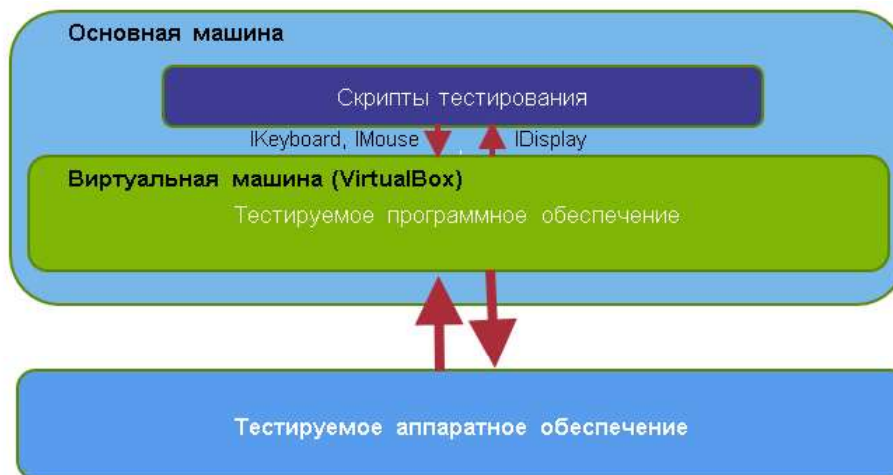 Основная машина
Скрипты тестирования
IKeyboard, IMouse
IDisplay
Виртуальная машина (VirtualBox)
Тестируемое программное обеспечение
Тестируемое аппаратное обеспечение